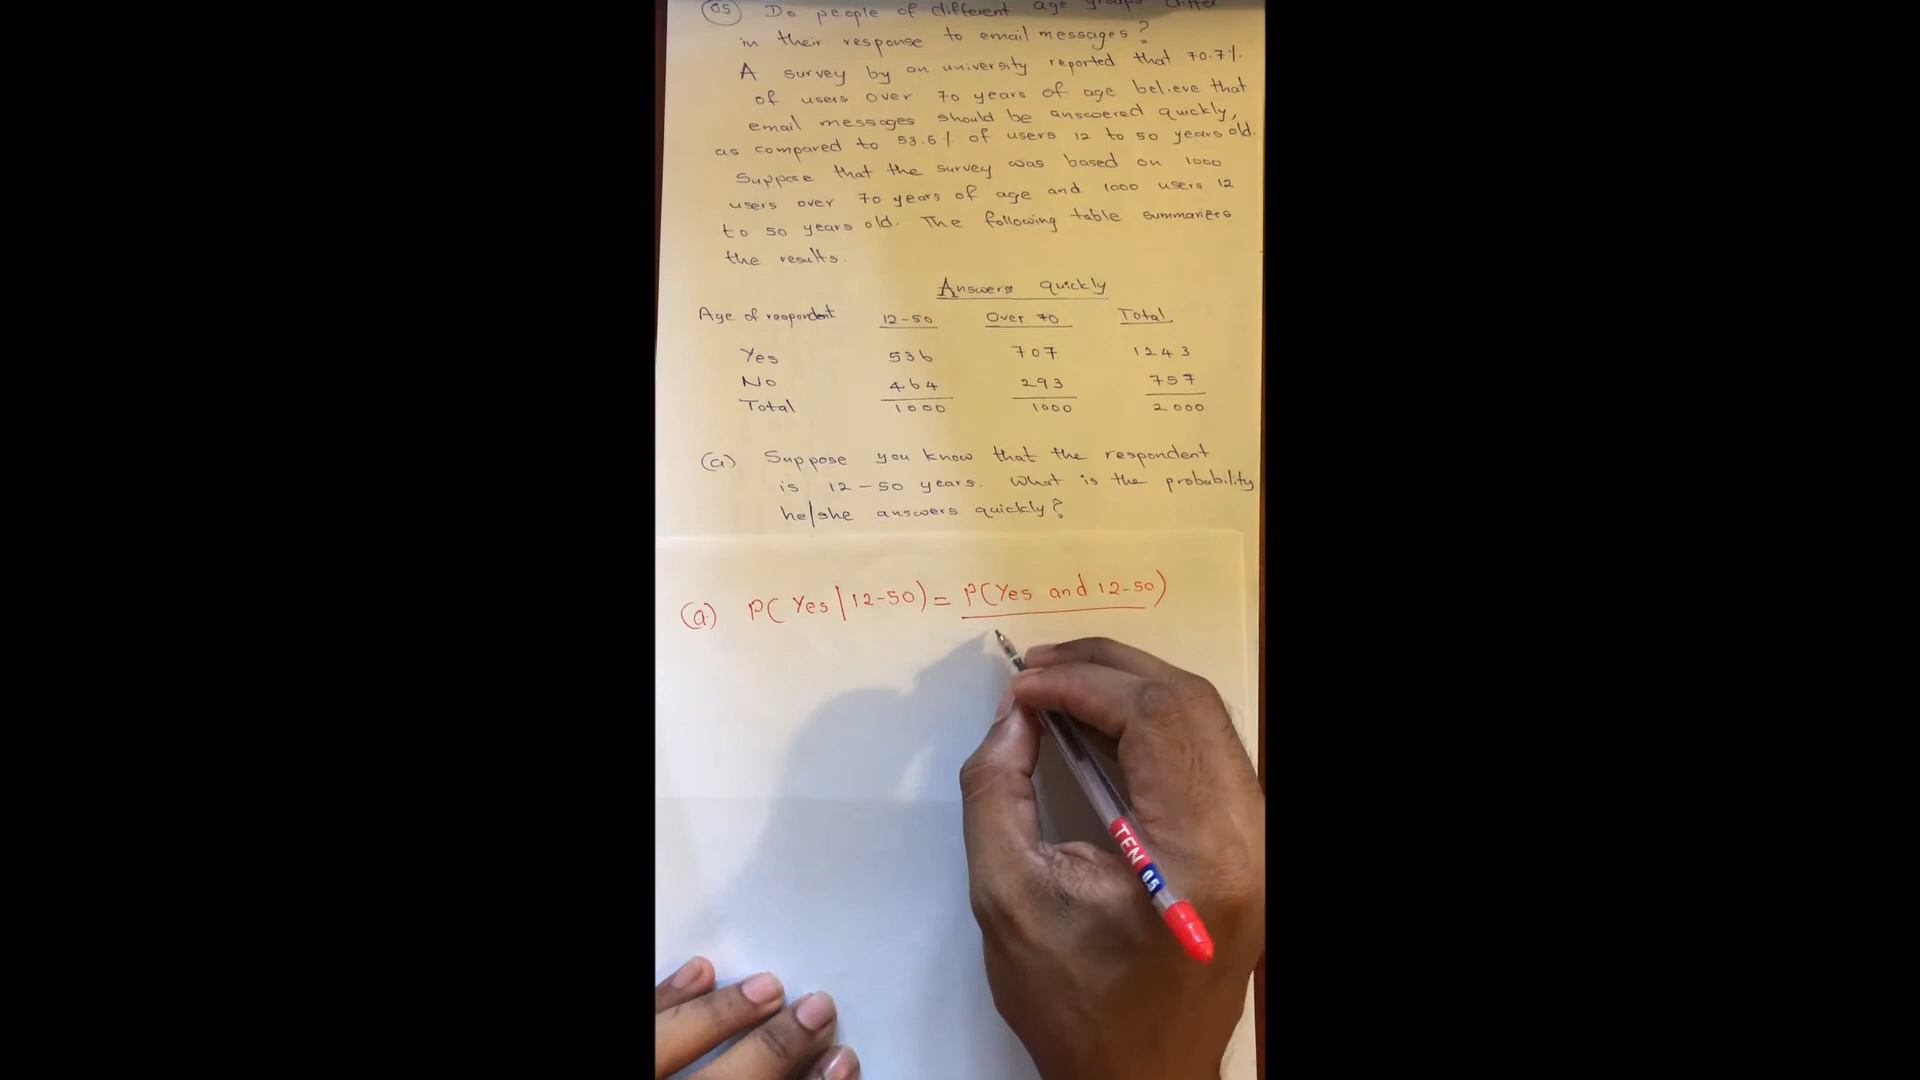 05 Do people of different age groups differ
in their response to email messages?
A survey by an university reported that 70.7%
of users over 70 years of age believe that
email messages should be answered quickly,
as compared to 53.6% of users 12 to 50 years old.
Suppose that the survey was based on 1000
users over 70 years of age and 1000 users 12
to 50 years old. The following table summarizes
the results.
Answers quickly
Age of respondent 12-50 Over 70 Total
Yes 536 707 1243
No 464 293 757
Total 1000 1000 2000
(a) Suppose you know that the respondent
is 12-50 years. What is the probability
he/she answers quickly?
(a) P(Yes|12-50) = P(Yes and 12-50)
TEN 0.5